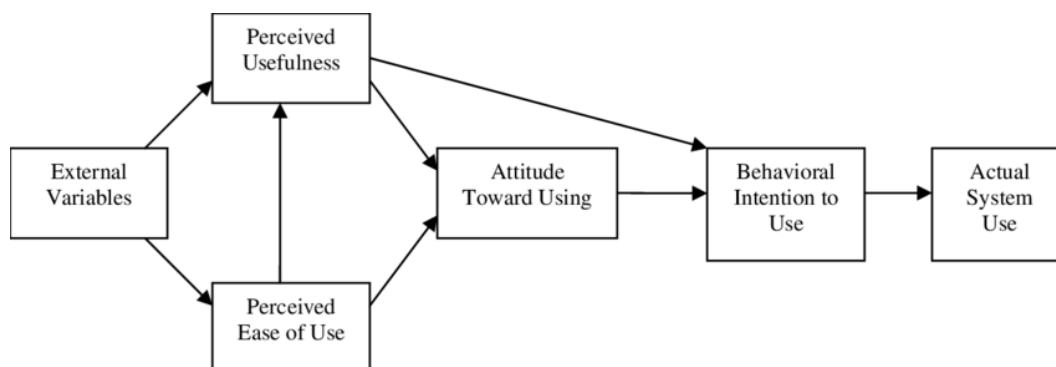 Perceived
Usefulness
External
Variables
Attitude
Toward Using
Behavioral
Intention to
Use
Actual
System
Use
Perceived
Ease of Use